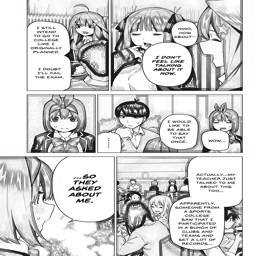 NINO,
HOW
ABOUT--
I DON'T
FEEL LIKE
TALKING
ABOUT IT
NOW.
I STILL
INTEND TO
GO TO
COLLEGE
LIKE I
ORIGINALLY
PLANNED.
I DOUBT
I'LL FAIL
THE EXAM.
WOW...
I WOULD
LIKE TO BE
ABLE TO SAY
THAT
ONCE.
ACTUALLY...MY
TEACHER JUST
TALKED TO ME
ABOUT THIS
TOO...
APPARENTLY,
SOMEONE FROM
A SPORTS
COLLEGE
SAW THAT I
PARTICIPATED
IN A BUNCH OF
CLUBS AND
TEAMS AND
SET A LOT OF
RECORDS...
...SO
THEY
ASKED
ABOUT
ME.